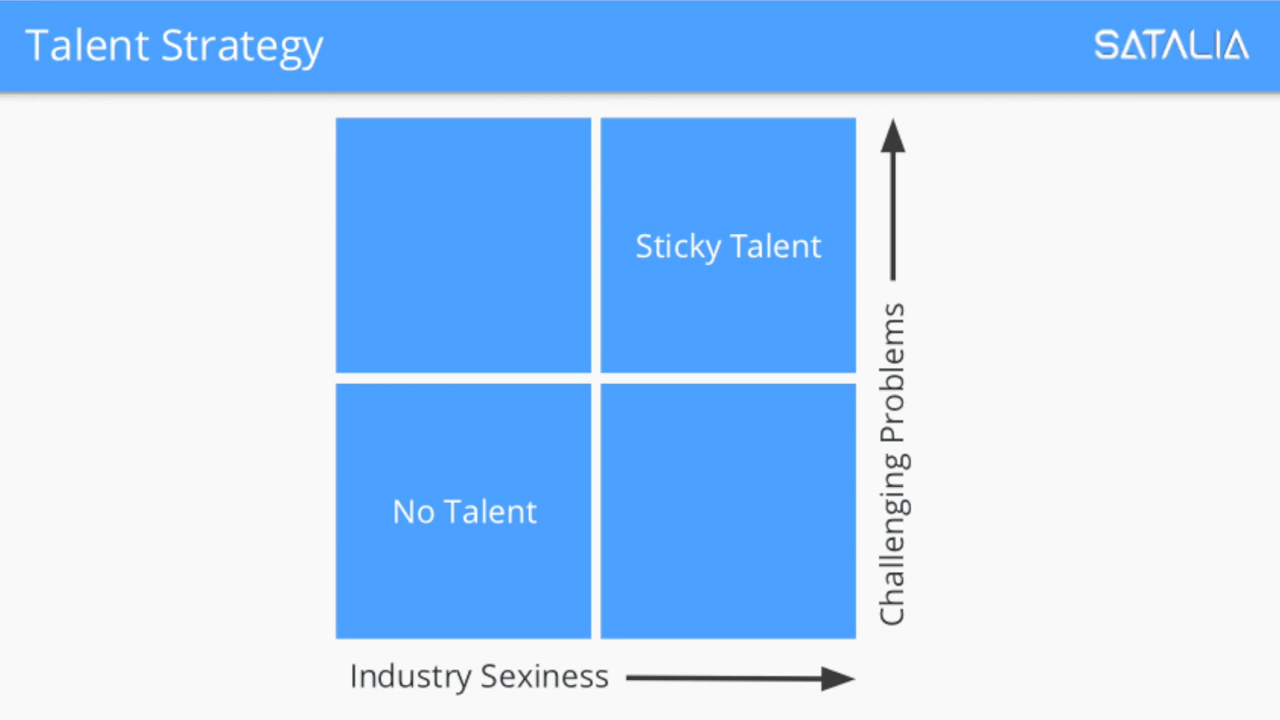 Talent Strategy
SATALIA
Sticky Talent
No Talent
Challenging Problems
Industry Sexiness